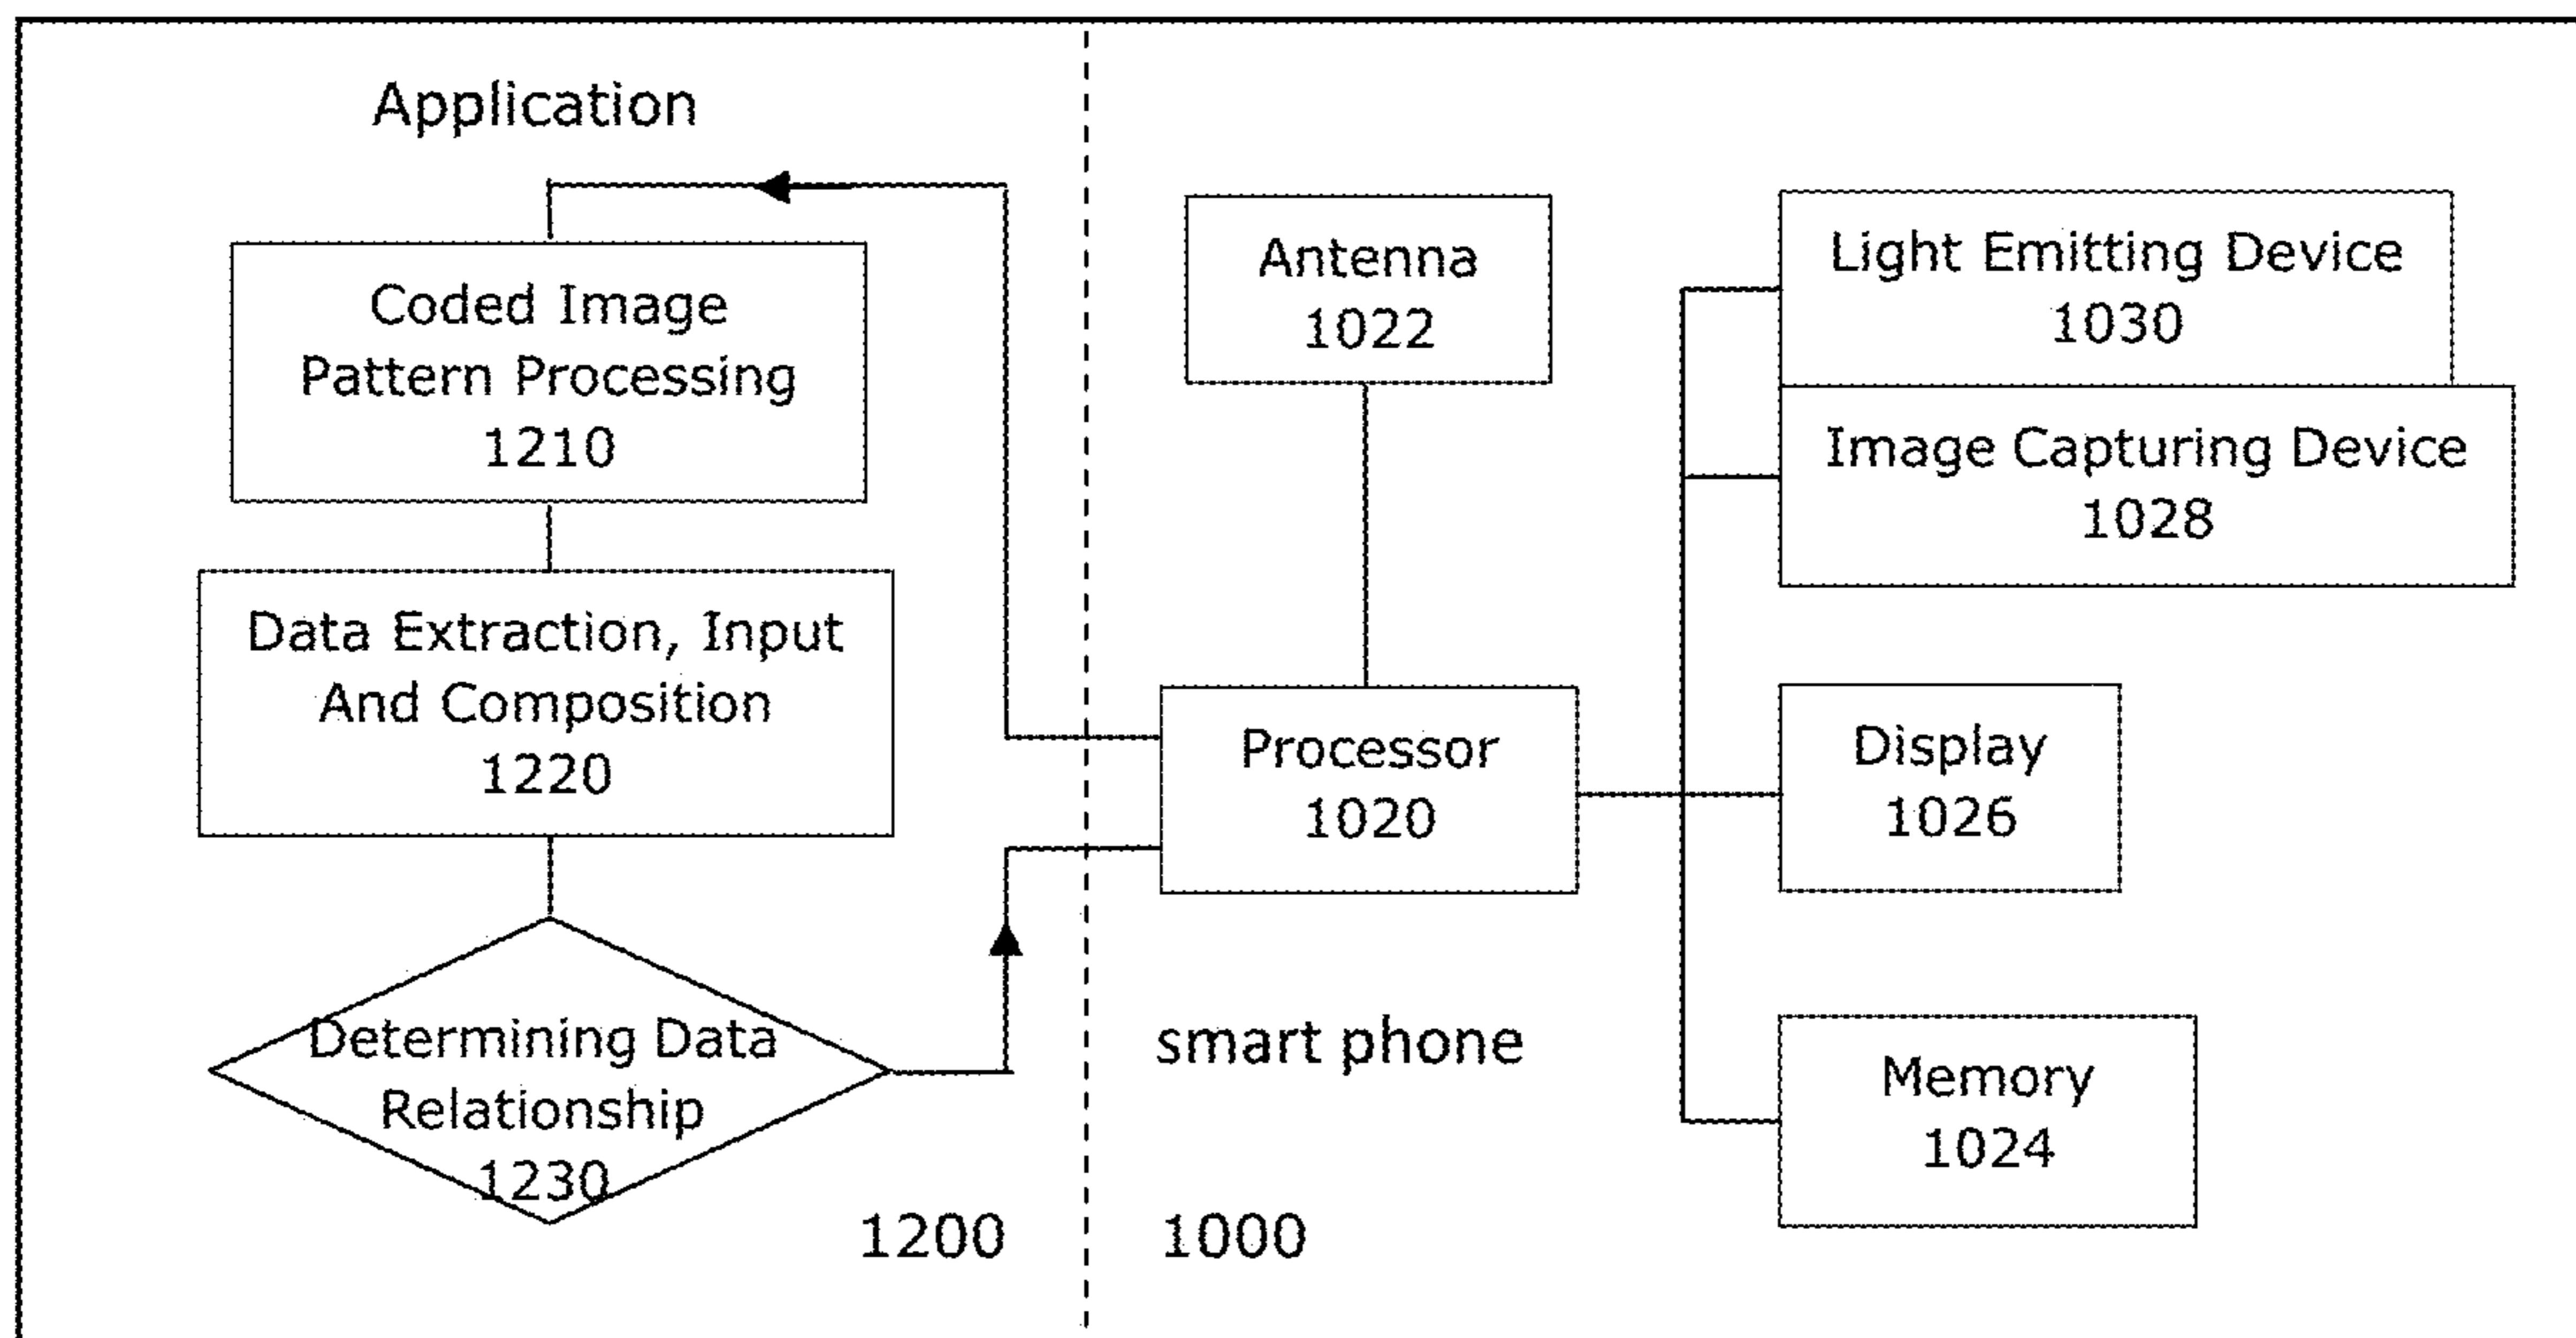 Application
Coded Image
Pattern Processing
1210
Data Extraction, Input
And Composition
1220
Determining Data
Relationship
1230
1200
Antenna
1022
Processor
1020
smart phone
1000
Light Emitting Device
1030
Image Capturing Device
1028
Display
1026
Memory
1024